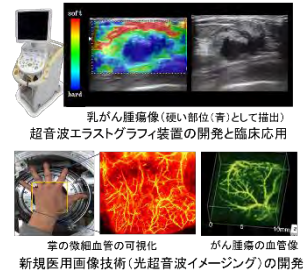 soft
hard
乳がん腫瘍像(硬い部位(青)として描出)
超音波エラストグラフィ装置の開発と臨床応用
掌の微細血管の可視化
がん腫瘍の血管像
新規医用画像技術(光超音波イメージング)の開発